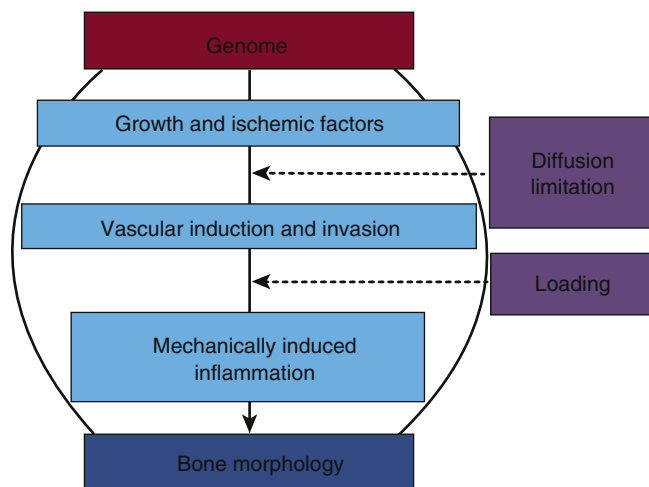 Genome
Growth and ischemic factors
Diffusion
limitation
Vascular induction and invasion
Loading
Mechanically induced
inflammation
Bone morphology